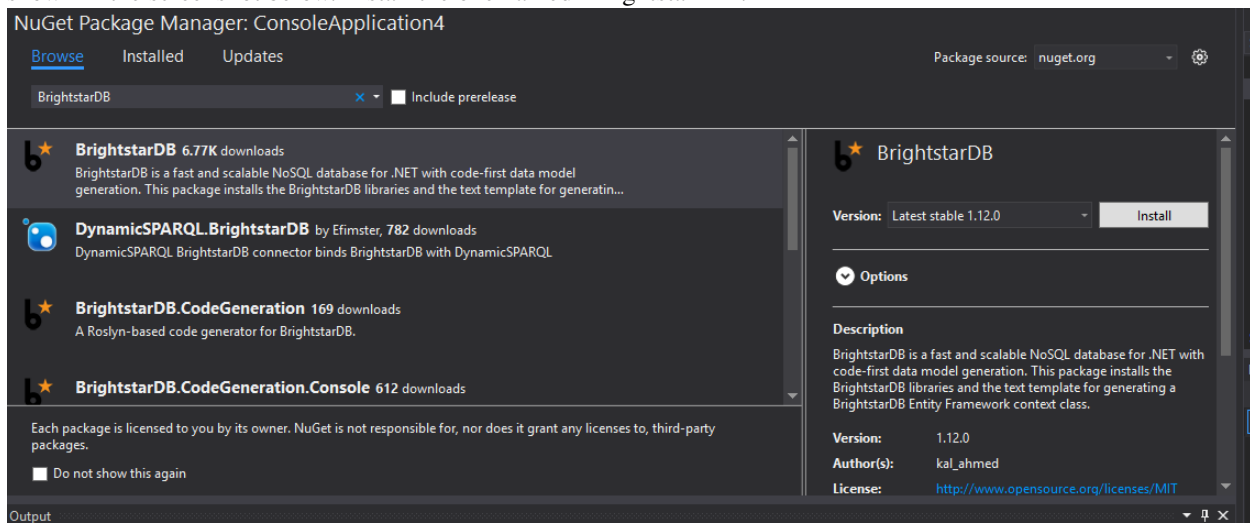 NuGet Package Manager: ConsoleApplication4
Browse Installed Updates
Package source: nuget.org
BrightstarDB
Include prerelease
BrightstarDB 6.77K downloads
BrightstarDB is a fast and scalable NoSQL database for .NET with code-first data model
generation. This package installs the BrightstarDB libraries and the text template for generatin...
DynamicSPARQL.BrightstarDB by Efimster, 782 downloads
DynamicSPARQL BrightstarDB connector binds BrightstarDB with DynamicSPARQL
BrightstarDB.CodeGeneration 169 downloads
A Roslyn-based code generator for BrightstarDB.
BrightstarDB.CodeGeneration.Console 612 downloads
Each package is licensed to you by its owner. NuGet is not responsible for, nor does it grant any licenses to, third-party
packages.
Do not show this again
BrightstarDB
Version: Latest stable 1.12.0 Install
Options
Description
BrightstarDB is a fast and scalable NoSQL database for .NET with
code-first data model generation. This package installs the
BrightstarDB libraries and the text template for generating a
BrightstarDB Entity Framework context class.
Version: 1.12.0
Author(s): kal_ahmed
License: http://www.opensource.org/licenses/MIT
Output